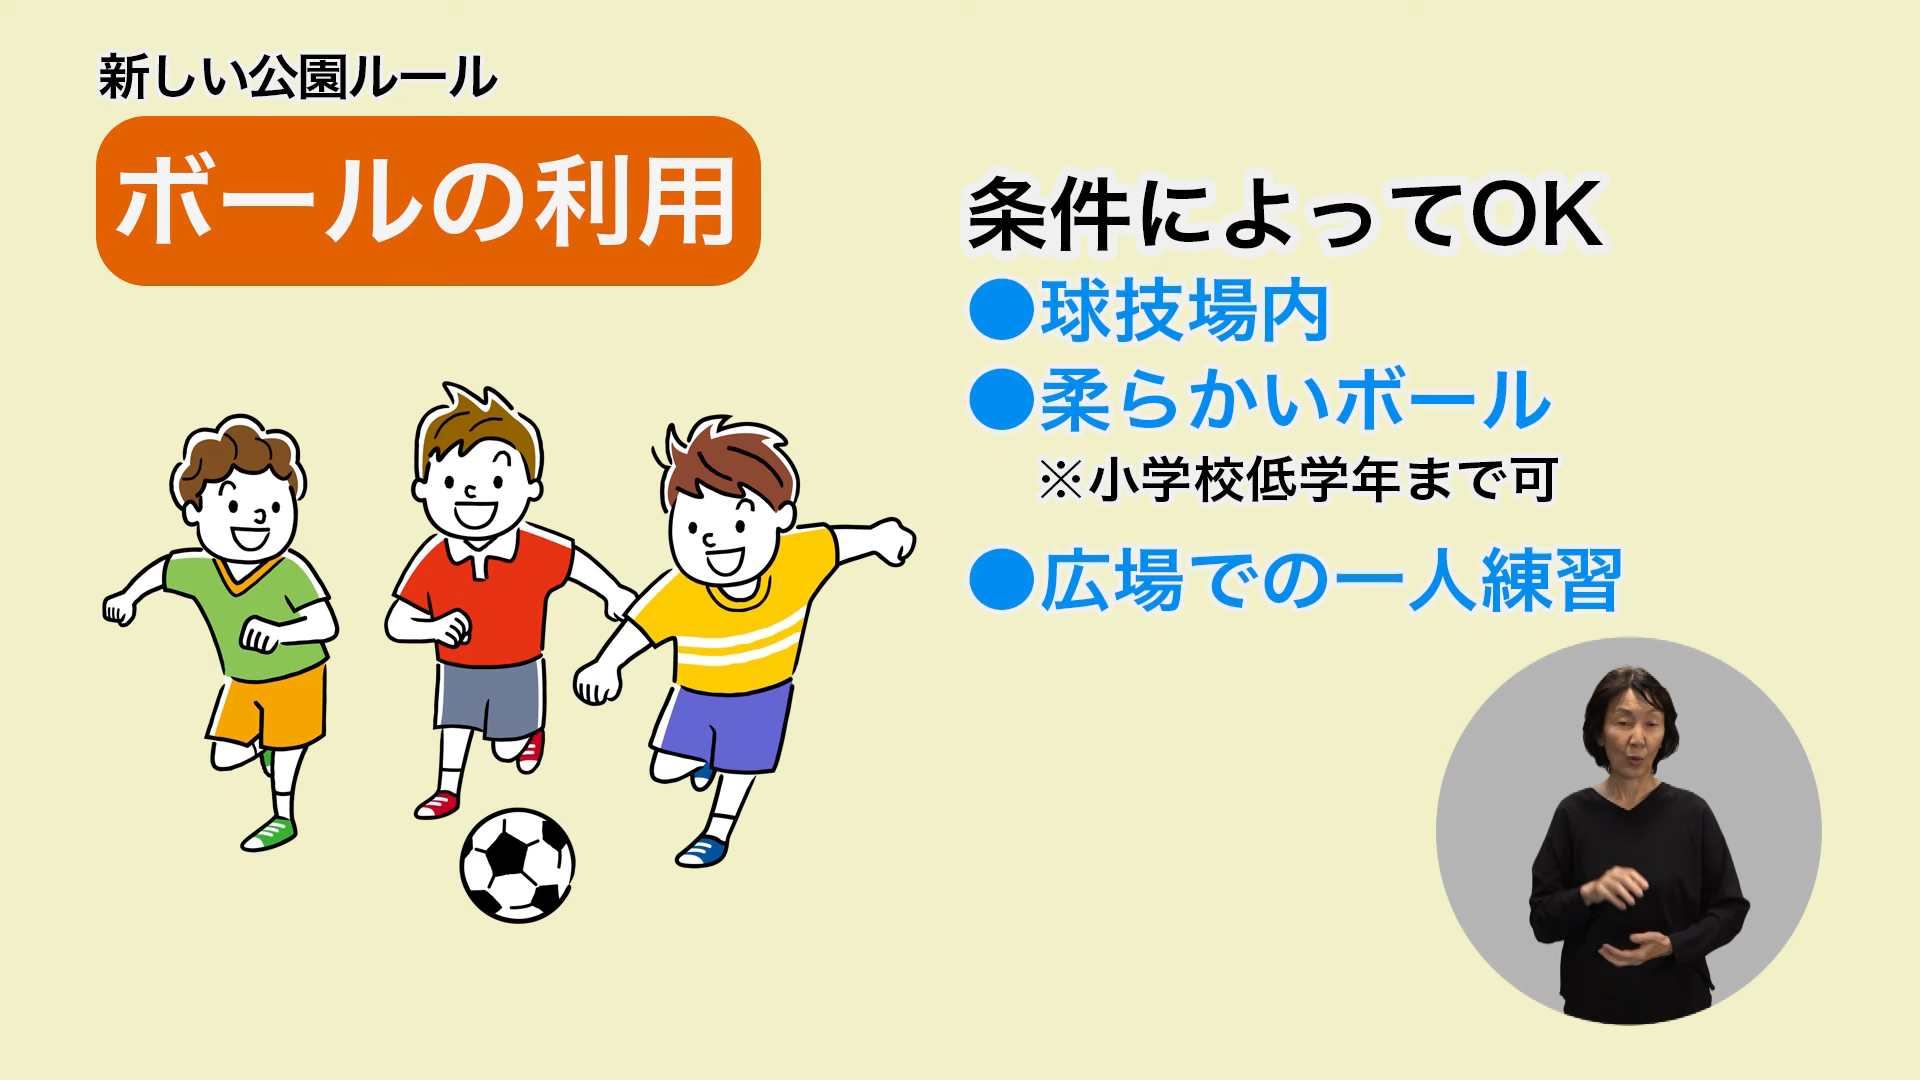 新しい公園ルール
ボールの利用
条件によってOK
●球技場内
●柔らかいボール
※小学校低学年まで可
●広場での一人練習